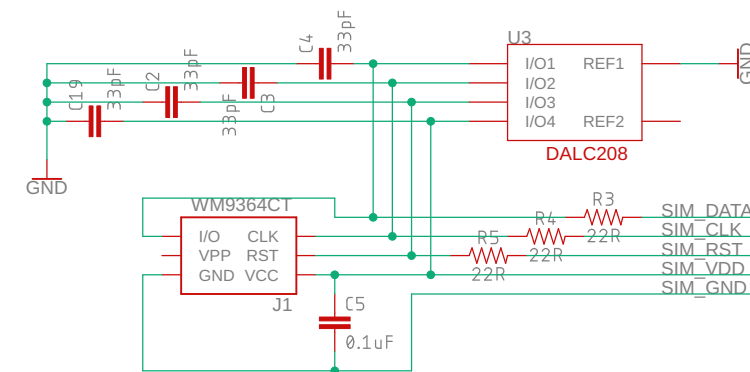 C4
33pF
U3
I/O1
REF1
GND
33pF
C3
I/O2
33pF
C2
I/O3
33pF
C19
I/O4
REF2
DALC208
GND
WM9364CT
R3
SIM_DATA
22R
I/O
CLK
R4
SIM_CLK
22R
VPP
RST
R5
SIM_RST
22R
GND
VCC
SIM_VDD
SIM_GND
J1
C5
0.1uF